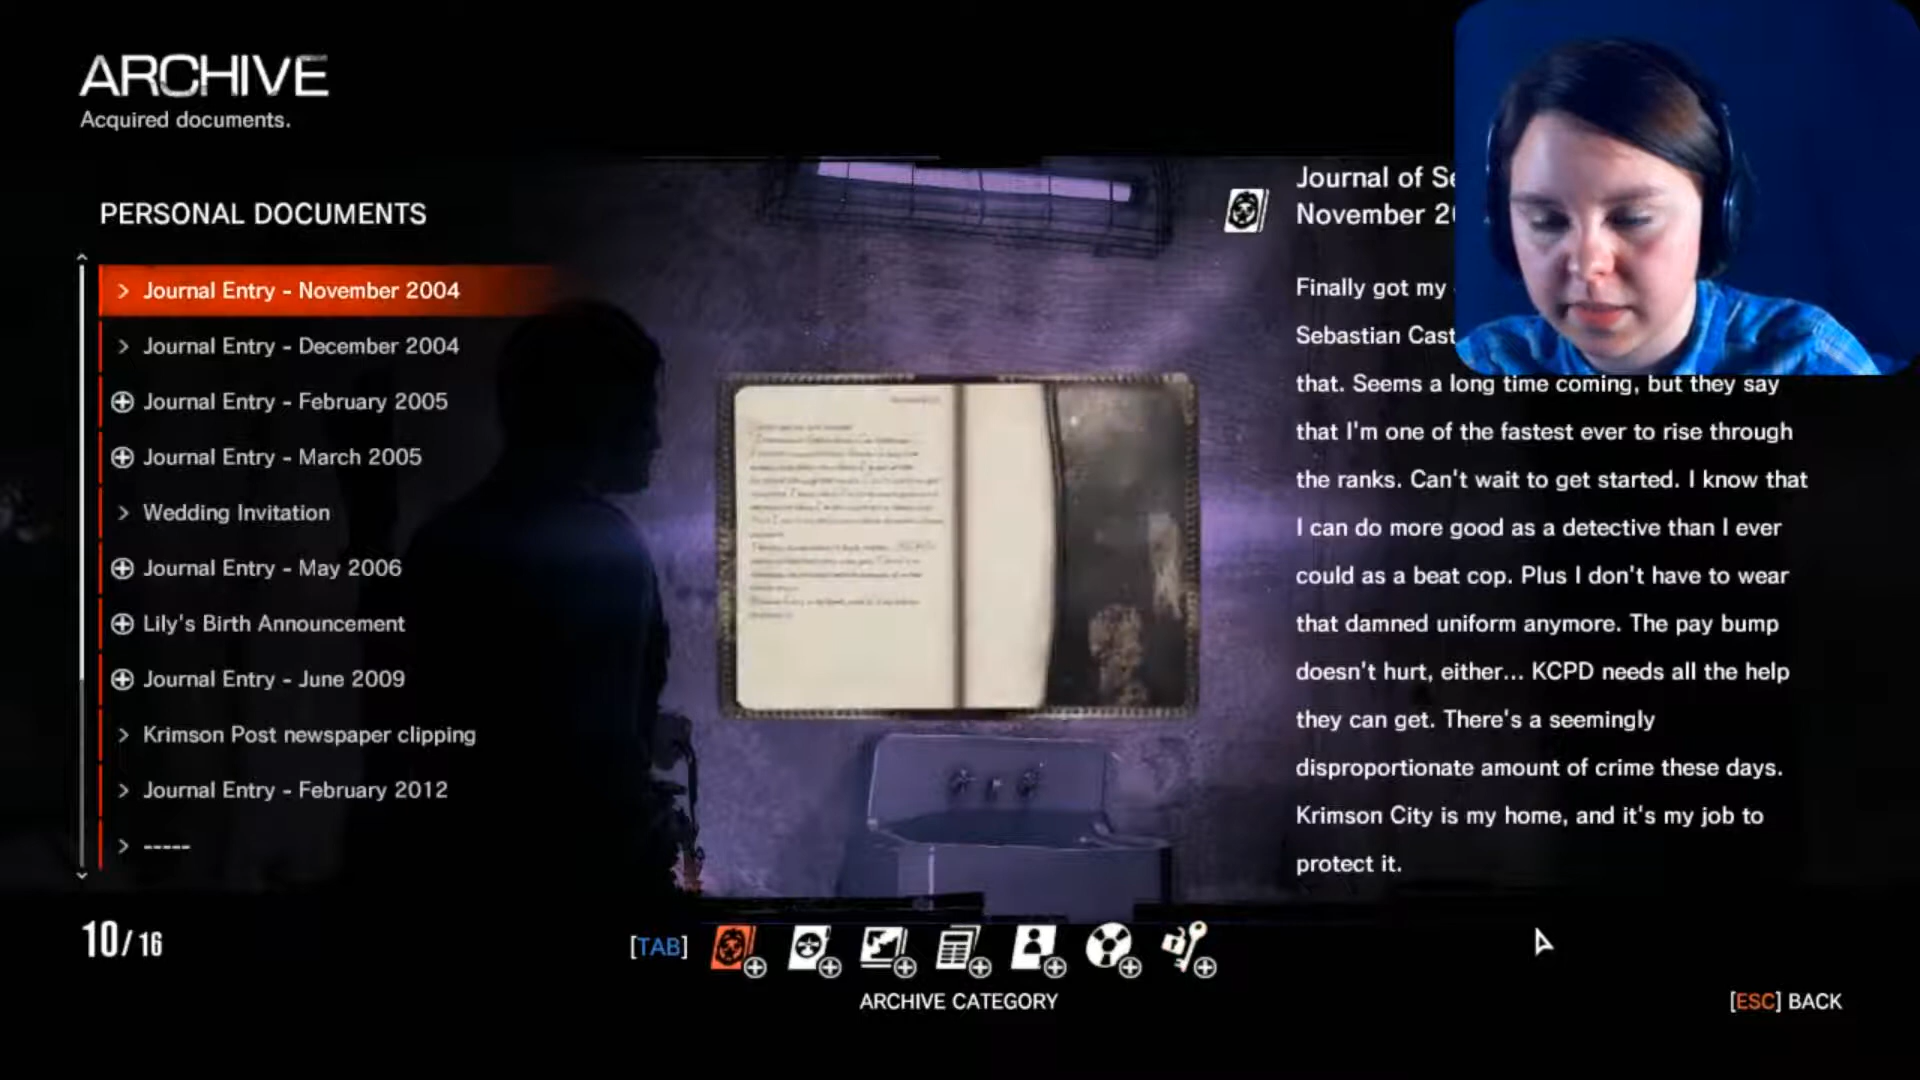 ARCHIVE
Acquired documents.
PERSONAL DOCUMENTS
Journal Entry - November 2004
Journal Entry - December 2004
Journal Entry - February 2005
Journal Entry - March 2005
Wedding Invitation
Journal Entry - May 2006
Lily's Birth Announcement
Journal Entry - June 2009
Krimson Post newspaper clipping
Journal Entry - February 2012
-----
10/16
Journal of
November
Finally got my
Sebastian
that. Seems a long time coming, but they say
that I'm one of the fastest ever to rise through
the ranks. Can't wait to get started. I know that
I can do more good as a detective than I ever
could as a beat cop. Plus I don't have to wear
that damned uniform anymore. The pay bump
doesn't hurt, either... KCPD needs all the help
they can get. There's a seemingly
disproportionate amount of crime these days.
Krimson City is my home, and it's my job to
protect it.
[TAB]
ARCHIVE CATEGORY
[ESC] BACK